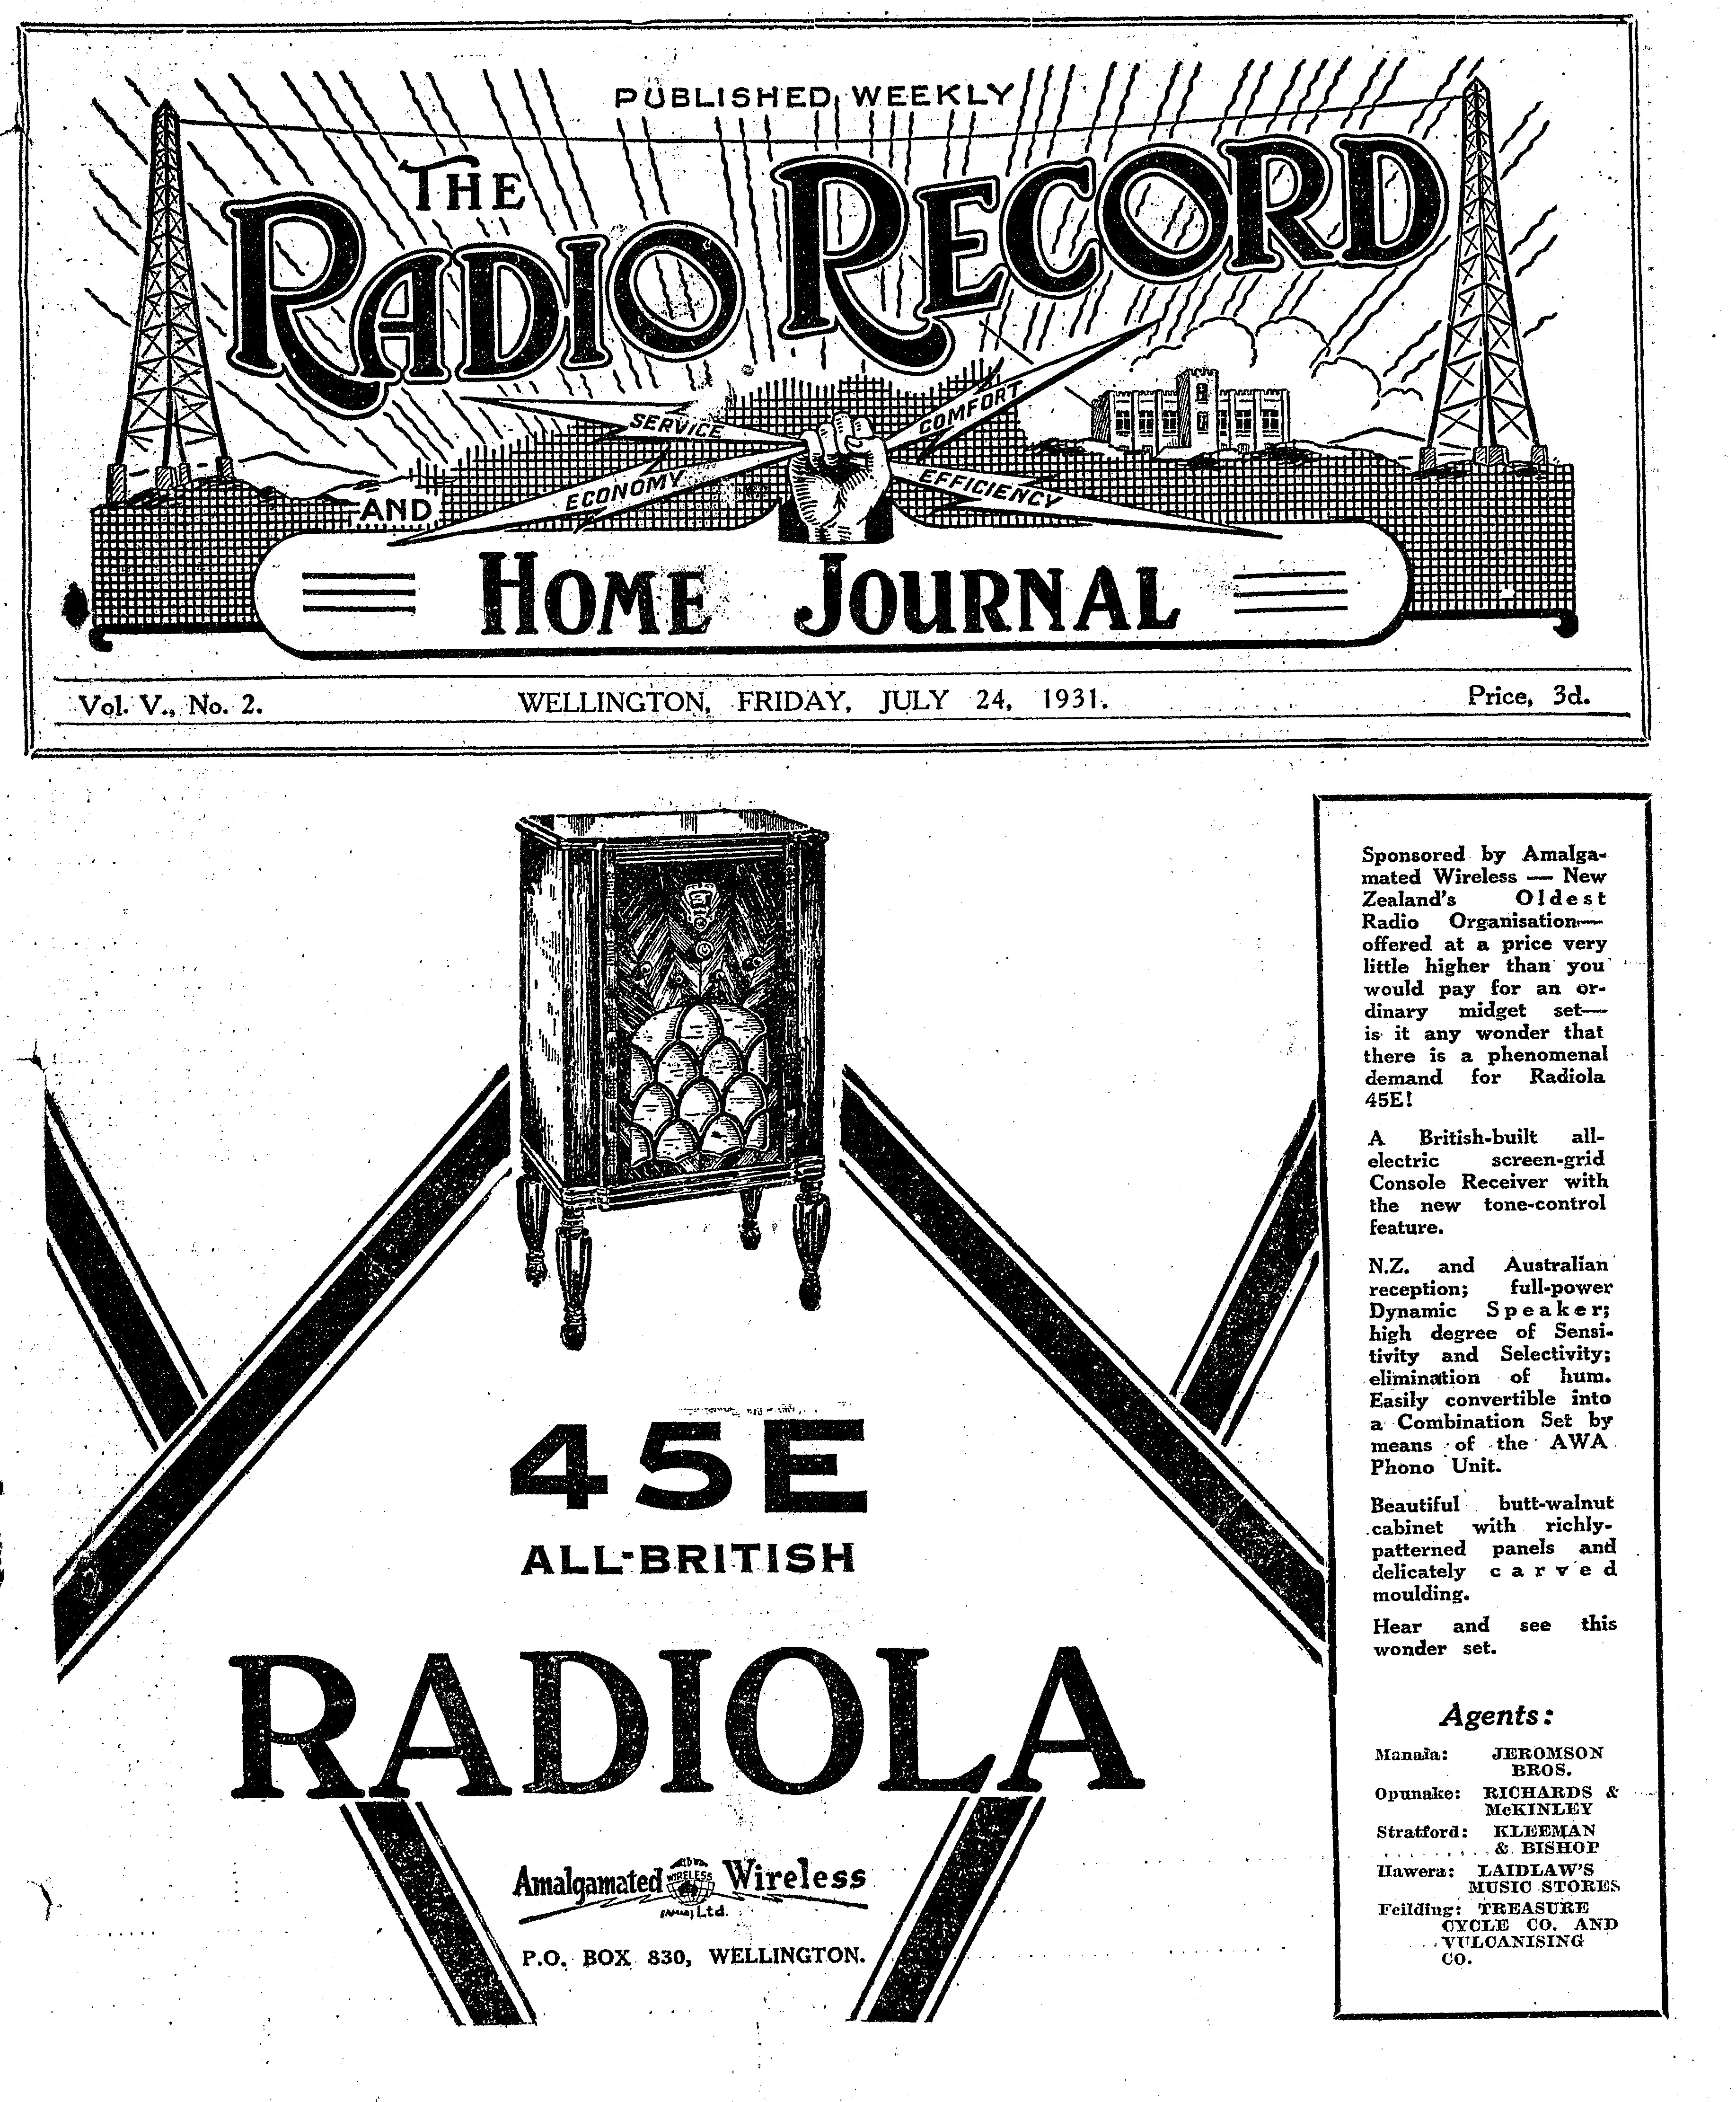 PUBLISHED WEEKLY
THE
RADIO RECORD
SERVICE
COMFORT
ECONOMY
EFFICIENCY
AND
HOME JOURNAL
Vol. V., No. 2.
WELLINGTON, FRIDAY, JULY 24, 1931.
Price, 3d.
45E
ALL-BRITISH
RADIOLA
Amalgamated Wireless
WIRELESS
Ltd.
P.O. BOX 830, WELLINGTON.
Sponsored by Amalga-
mated Wireless — New
Zealand's Oldest
Radio Organisation—
offered at a price very
little higher than you
would pay for an or-
dinary midget set—
is it any wonder that
there is a phenomenal
demand for Radiola
45E!
A British-built all-
electric screen-grid
Console Receiver with
the new tone-control
feature.
N.Z. and Australian
reception; full-power
Dynamic Speaker;
high degree of Sensi-
tivity and Selectivity;
elimination of hum.
Easily convertible into
a Combination Set by
means of the AWA
Phono Unit.
Beautiful butt-walnut
cabinet with richly-
patterned panels and
delicately carved
moulding.
Hear and see this
wonder set.
Agents:
Manaia: JEROMSON
BROS.
Opunake: RICHARDS &
McKINLEY
Stratford: KLEEMAN
& BISHOP
Hawera: LAIDLAW'S
MUSIC STORES
Feilding: TREASURE
CYCLE CO. AND
VULCANISING
CO.